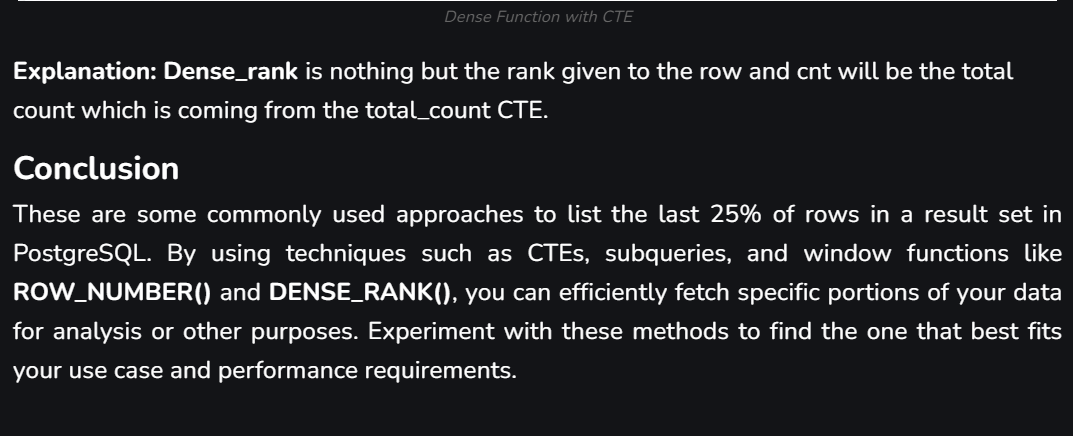 Dense Function with CTE
Explanation: Dense_rank is nothing but the rank given to the row and cnt will be the total
count which is coming from the total_count CTE.
Conclusion
These are some commonly used approaches to list the last 25% of rows in a result set in
PostgreSQL. By using techniques such as CTEs, subqueries, and window functions like
ROW_NUMBER() and DENSE_RANK(), you can efficiently fetch specific portions of your data
for analysis or other purposes. Experiment with these methods to find the one that best fits
your use case and performance requirements.